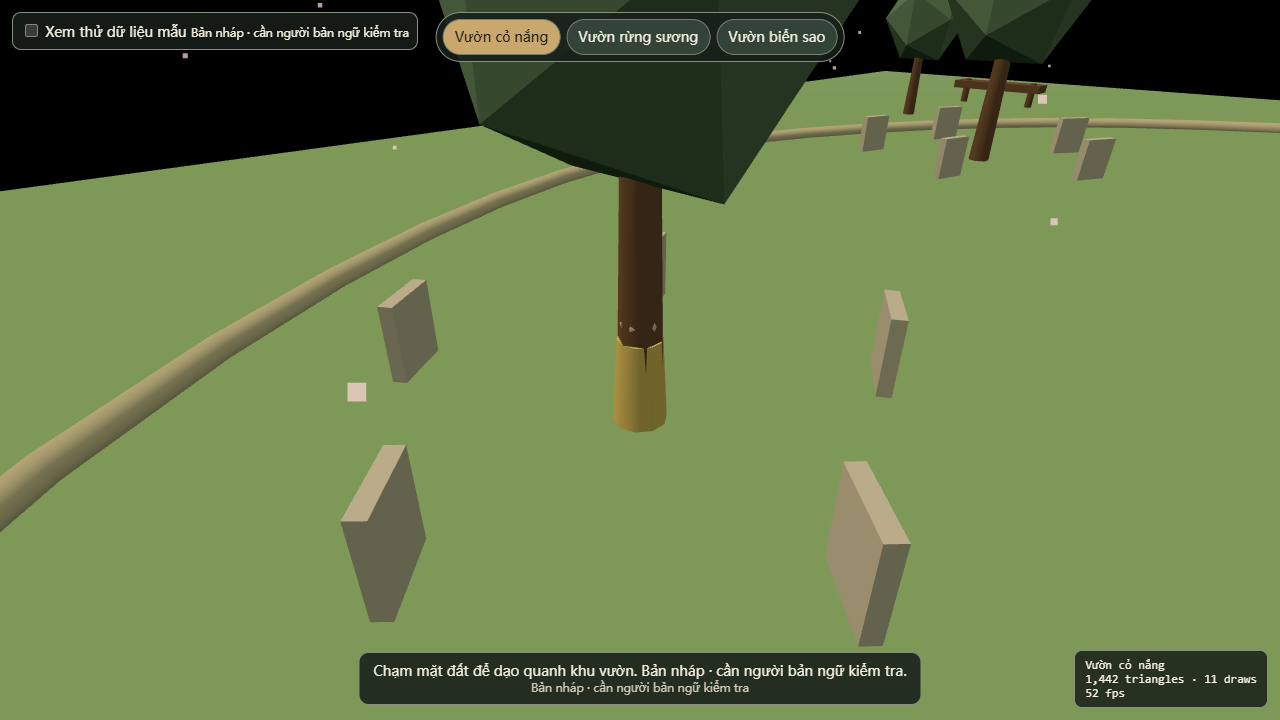 Xem thử dữ liệu mẫu Bản nháp · cần người bản ngữ kiểm tra
Vườn cỏ nắng
Vườn rừng sương
Vườn biển sao
Chạm mặt đất để dạo quanh khu vườn. Bản nháp · cần người bản ngữ kiểm tra.
Bản nháp · cần người bản ngữ kiểm tra
Vườn cỏ nắng
1,442 triangles · 11 draws
52 fps